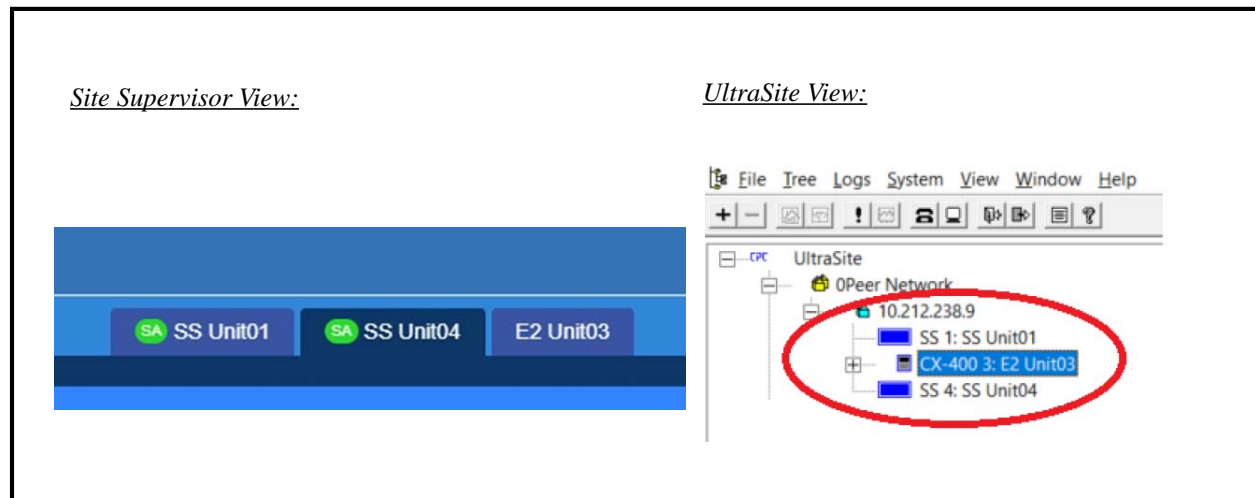 Site Supervisor View:
SA SS Unit01
SA SS Unit04
E2 Unit03
UltraSite View:
File Tree Logs System View Window Help
CPC UltraSite
0Peer Network
10.212.238.9
SS 1: SS Unit01
CX-400 3: E2 Unit03
SS 4: SS Unit04